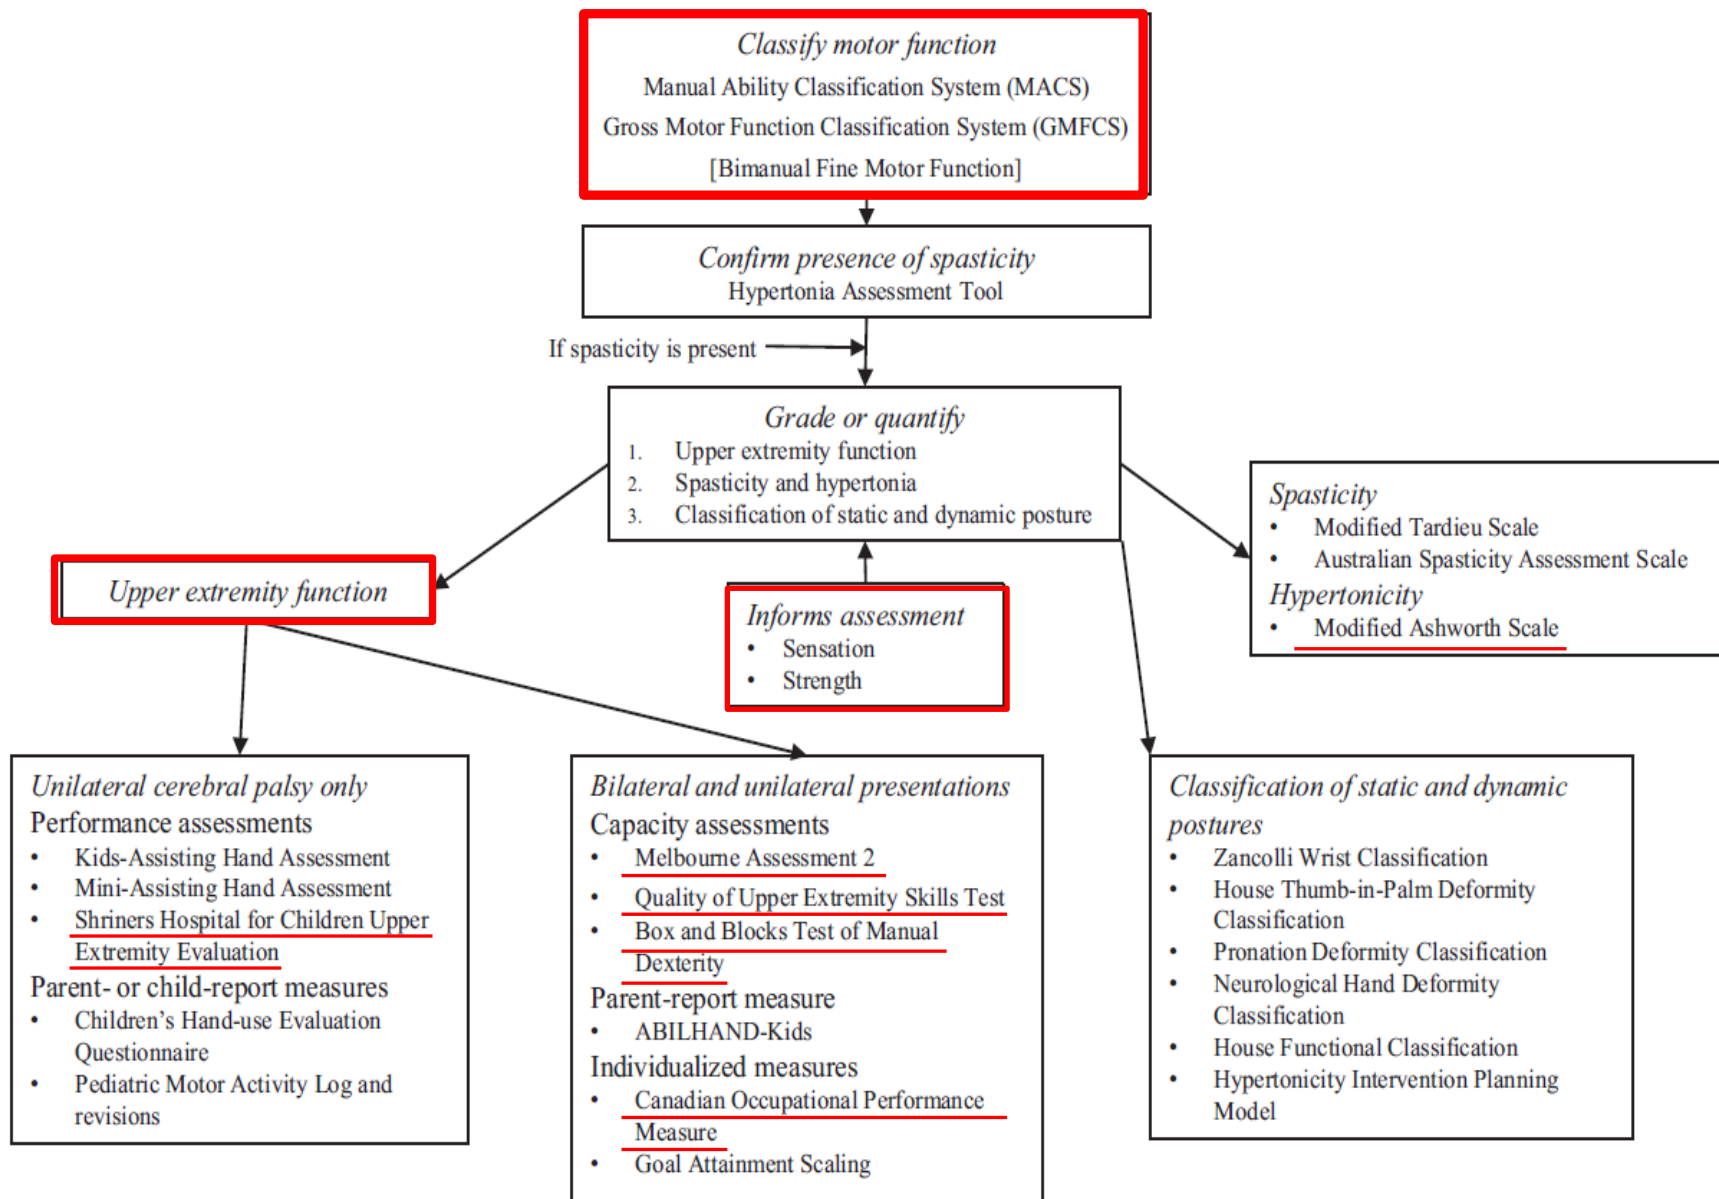 Classify motor function
Manual Ability Classification System (MACS)
Gross Motor Function Classification System (GMFCS)
[Bimanual Fine Motor Function]
Confirm presence of spasticity
Hypertonia Assessment Tool
If spasticity is present
Grade or quantify
1. Upper extremity function
2. Spasticity and hypertonia
3. Classification of static and dynamic posture
Spasticity
• Modified Tardieu Scale
• Australian Spasticity Assessment Scale
Hypertonicity
• Modified Ashworth Scale
Upper extremity function
Informs assessment
• Sensation
• Strength
Unilateral cerebral palsy only
Performance assessments
• Kids-Assisting Hand Assessment
• Mini-Assisting Hand Assessment
• Shriners Hospital for Children Upper
Extremity Evaluation
Parent- or child-report measures
• Children’s Hand-use Evaluation
Questionnaire
• Pediatric Motor Activity Log and
revisions
Bilateral and unilateral presentations
Capacity assessments
• Melbourne Assessment 2
• Quality of Upper Extremity Skills Test
• Box and Blocks Test of Manual
Dexterity
Parent-report measure
• ABILHAND-Kids
Individualized measures
• Canadian Occupational Performance
Measure
• Goal Attainment Scaling
Classification of static and dynamic
postures
• Zancolli Wrist Classification
• House Thumb-in-Palm Deformity
Classification
• Pronation Deformity Classification
• Neurological Hand Deformity
Classification
• House Functional Classification
• Hypertonicity Intervention Planning
Model